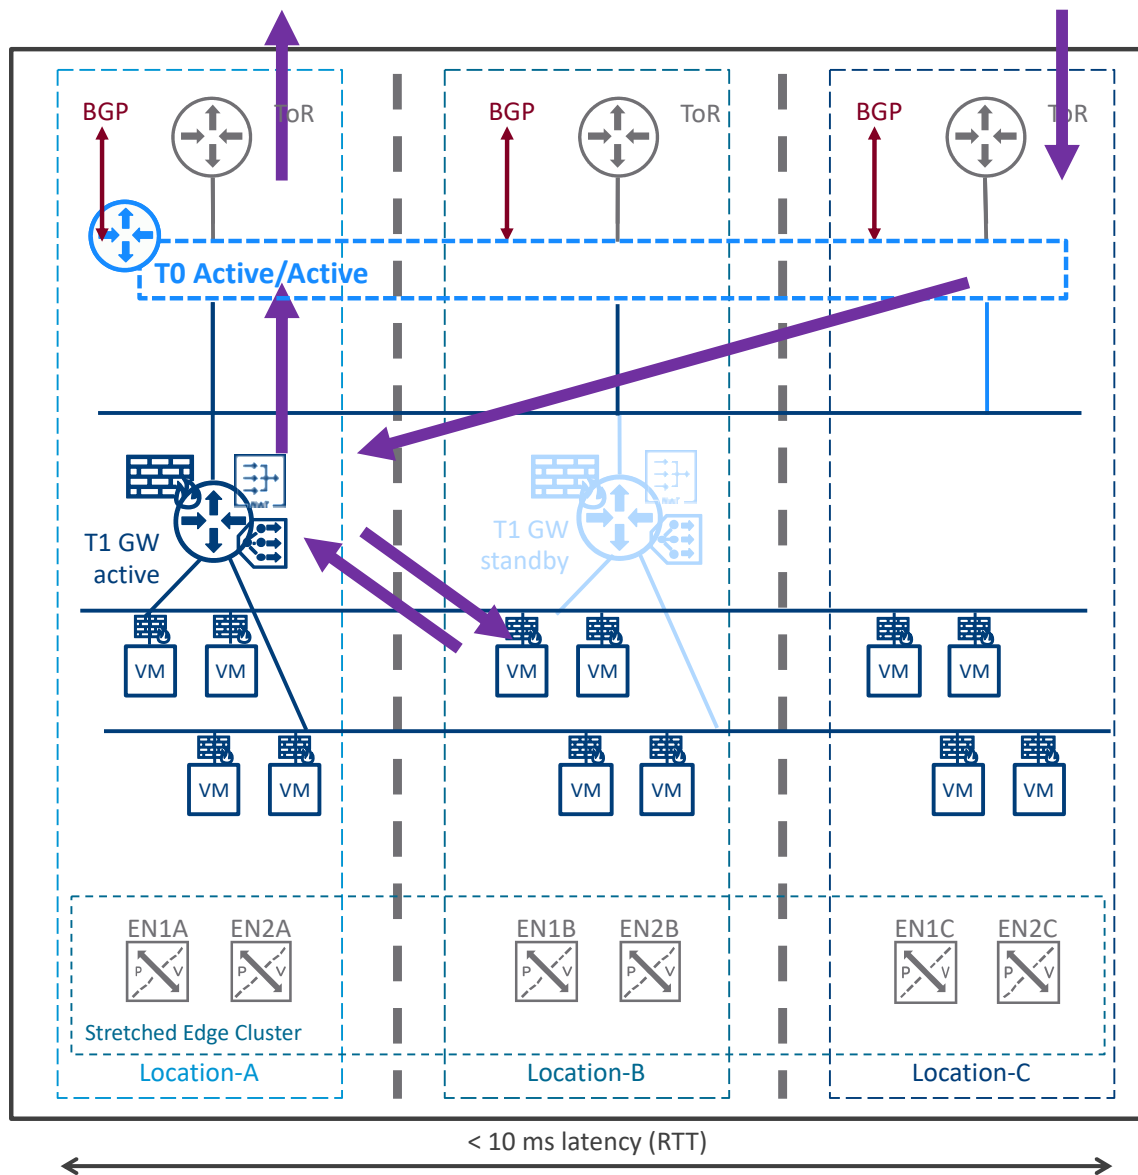 BGP
ToR
BGP
ToR
BGP
ToR
T0 Active/Active
NAT
NAT
T1 GW
active
T1 GW
standby
VM
VM
VM
VM
VM
VM
VM
VM
VM
VM
VM
VM
EN1A
EN2A
EN1B
EN2B
EN1C
EN2C
P
V
P
V
P
V
P
V
P
V
P
V
Stretched Edge Cluster
Location-A
Location-B
Location-C
< 10 ms latency (RTT)